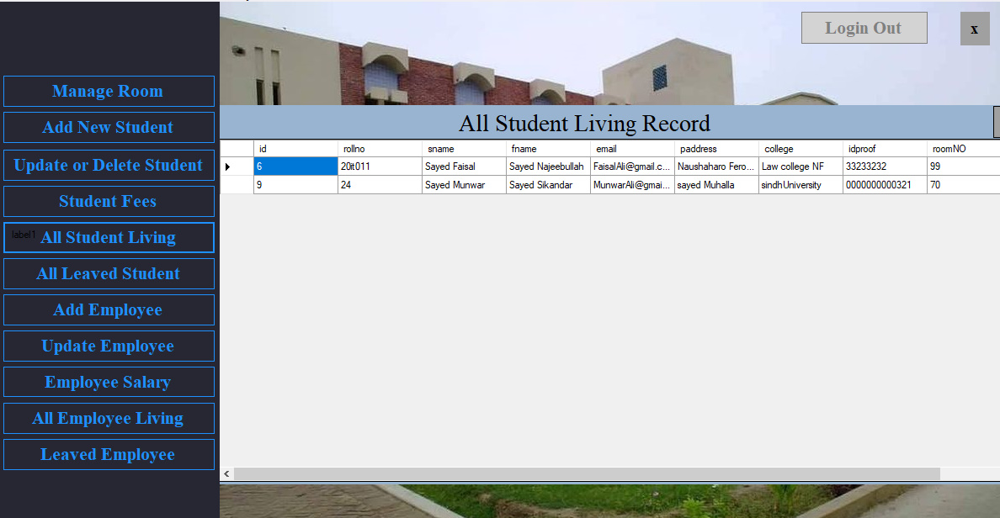 Login Out
x
Manage Room
Add New Student
Update or Delete Student
Student Fees
label1 All Student Living
All Leaved Student
Add Employee
Update Employee
Employee Salary
All Employee Living
Leaved Employee
All Student Living Record
id rollno sname fname email paddress college idproof roomNO
6 20it011 Sayed Faisal Sayed Najeebullah FaisalAli@gmail.c... Naushaharo Fero... Law college NF 33233232 99
9 24 Sayed Munwar Sayed Sikandar MunwarAli@gmai... sayed Muhalla sindhUniversity 0000000000321 70